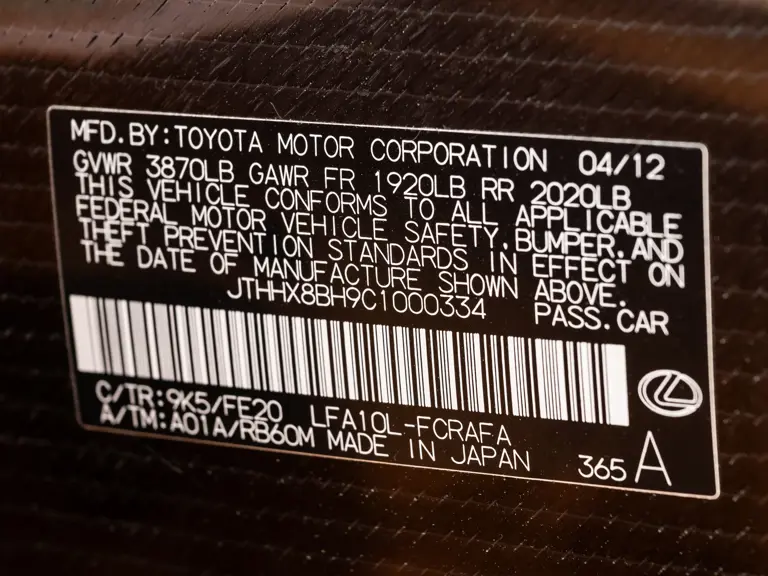 MFD.BY:TOYOTA MOTOR CORPORATION 04/12
GVWR 3870LB GAWR FR 1920LB RR 2020LB
THIS VEHICLE CONFORMS TO ALL APPLICABLE
FEDERAL MOTOR VEHICLE SAFETY,BUMPER,AND
THEFT PREVENTION STANDARDS IN EFFECT ON
THE DATE OF MANUFACTURE SHOWN ABOVE.
JTHHX8BH9C1000334 PASS.CAR
C/TR:9K5/FE20 LFA10L-FCRAFA
A/TM:A01A/RB60M MADE IN JAPAN 365 A